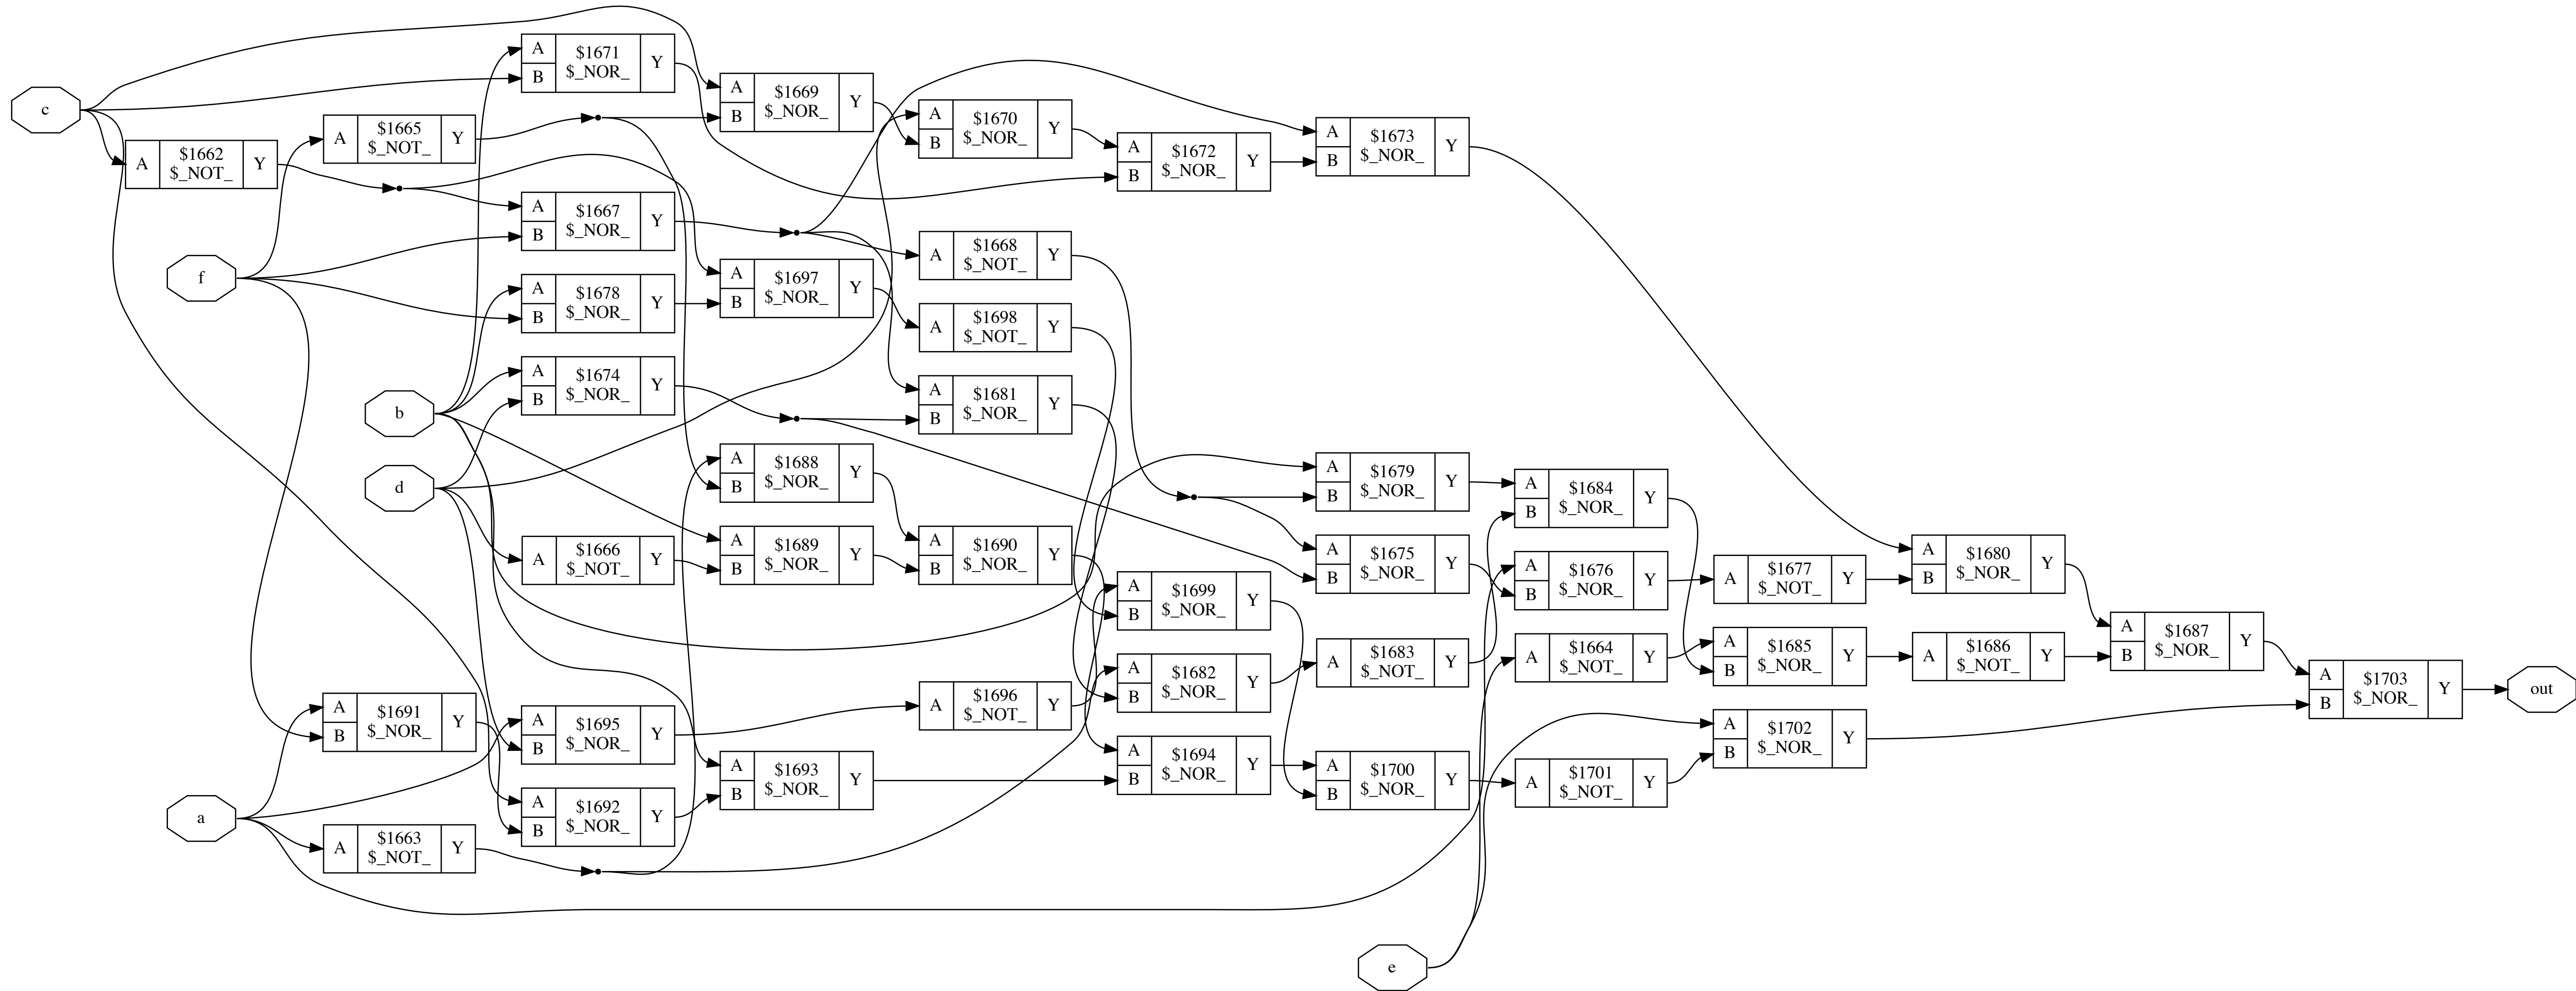 c
A
$1662
$_NOT_
Y
f
a
A
$1665
$_NOT_
Y
A
B
$1691
$_NOR_
Y
A
$1663
$_NOT_
Y
b
d
A
B
$1671
$_NOR_
Y
A
B
$1667
$_NOR_
Y
A
B
$1678
$_NOR_
Y
A
B
$1674
$_NOR_
Y
A
$1666
$_NOT_
Y
A
B
$1695
$_NOR_
Y
A
B
$1692
$_NOR_
Y
A
B
$1669
$_NOR_
Y
A
B
$1697
$_NOR_
Y
A
B
$1688
$_NOR_
Y
A
B
$1689
$_NOR_
Y
A
B
$1693
$_NOR_
Y
A
B
$1670
$_NOR_
Y
A
$1668
$_NOT_
Y
A
$1698
$_NOT_
Y
A
B
$1681
$_NOR_
Y
A
B
$1690
$_NOR_
Y
A
$1696
$_NOT_
Y
A
B
$1672
$_NOR_
Y
A
B
$1699
$_NOR_
Y
A
B
$1682
$_NOR_
Y
A
B
$1694
$_NOR_
Y
A
B
$1673
$_NOR_
Y
A
B
$1679
$_NOR_
Y
A
B
$1675
$_NOR_
Y
A
$1683
$_NOT_
Y
A
B
$1700
$_NOR_
Y
e
A
B
$1684
$_NOR_
Y
A
B
$1676
$_NOR_
Y
A
$1664
$_NOT_
Y
A
$1701
$_NOT_
Y
A
$1677
$_NOT_
Y
A
B
$1685
$_NOR_
Y
A
B
$1702
$_NOR_
Y
A
B
$1680
$_NOR_
Y
A
$1686
$_NOT_
Y
A
B
$1687
$_NOR_
Y
A
B
$1703
$_NOR_
Y
out